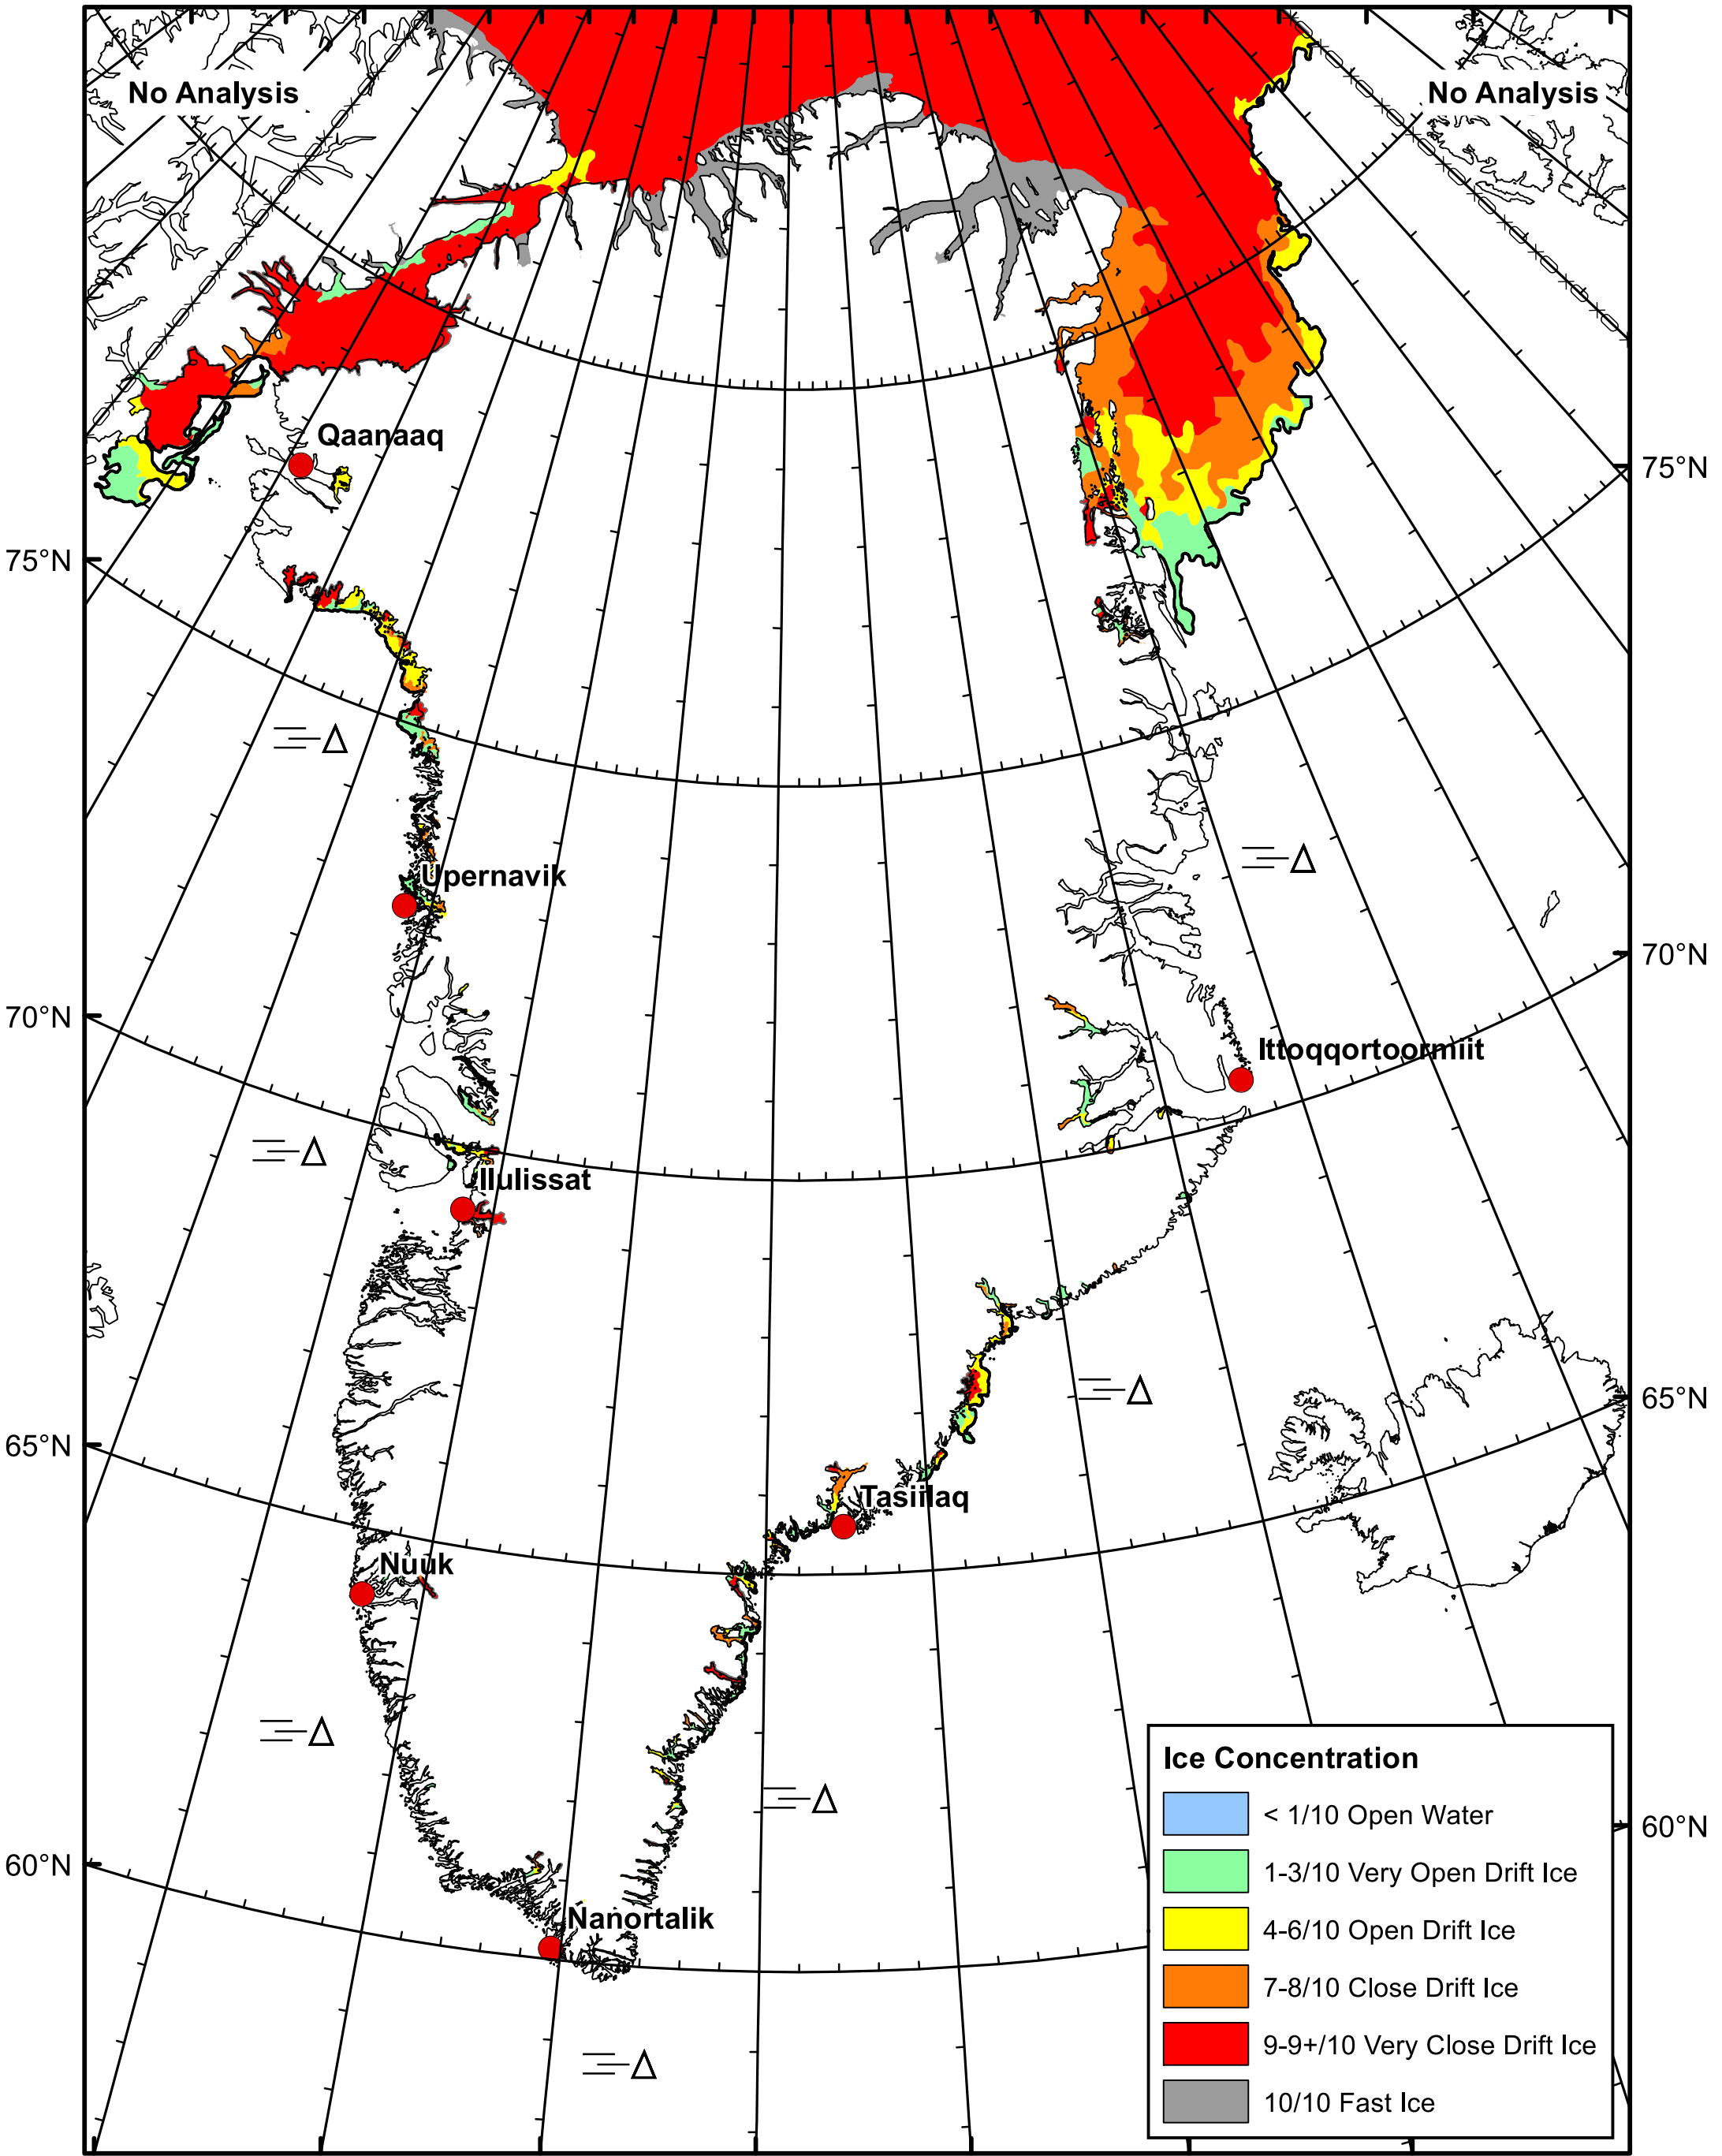 No Analysis
No Analysis
Qaanaaq
75°N
75°N
Upernavik
70°N
70°N
Ittoqqortoormiit
Ilulissat
65°N
65°N
Tasiilaq
Nuuk
60°N
60°N
Nanortalik
Ice Concentration
< 1/10 Open Water
1-3/10 Very Open Drift Ice
4-6/10 Open Drift Ice
7-8/10 Close Drift Ice
9-9+/10 Very Close Drift Ice
10/10 Fast Ice